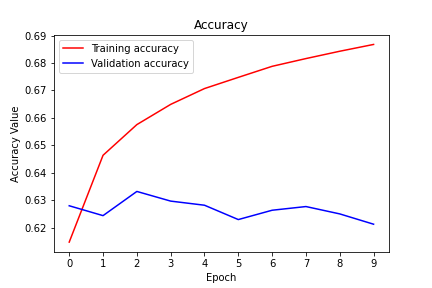 Accuracy
Training accuracy
Validation accuracy
Accuracy Value
0.69
0.68
0.67
0.66
0.65
0.64
0.63
0.62
0 1 2 3 4 5 6 7 8 9
Epoch